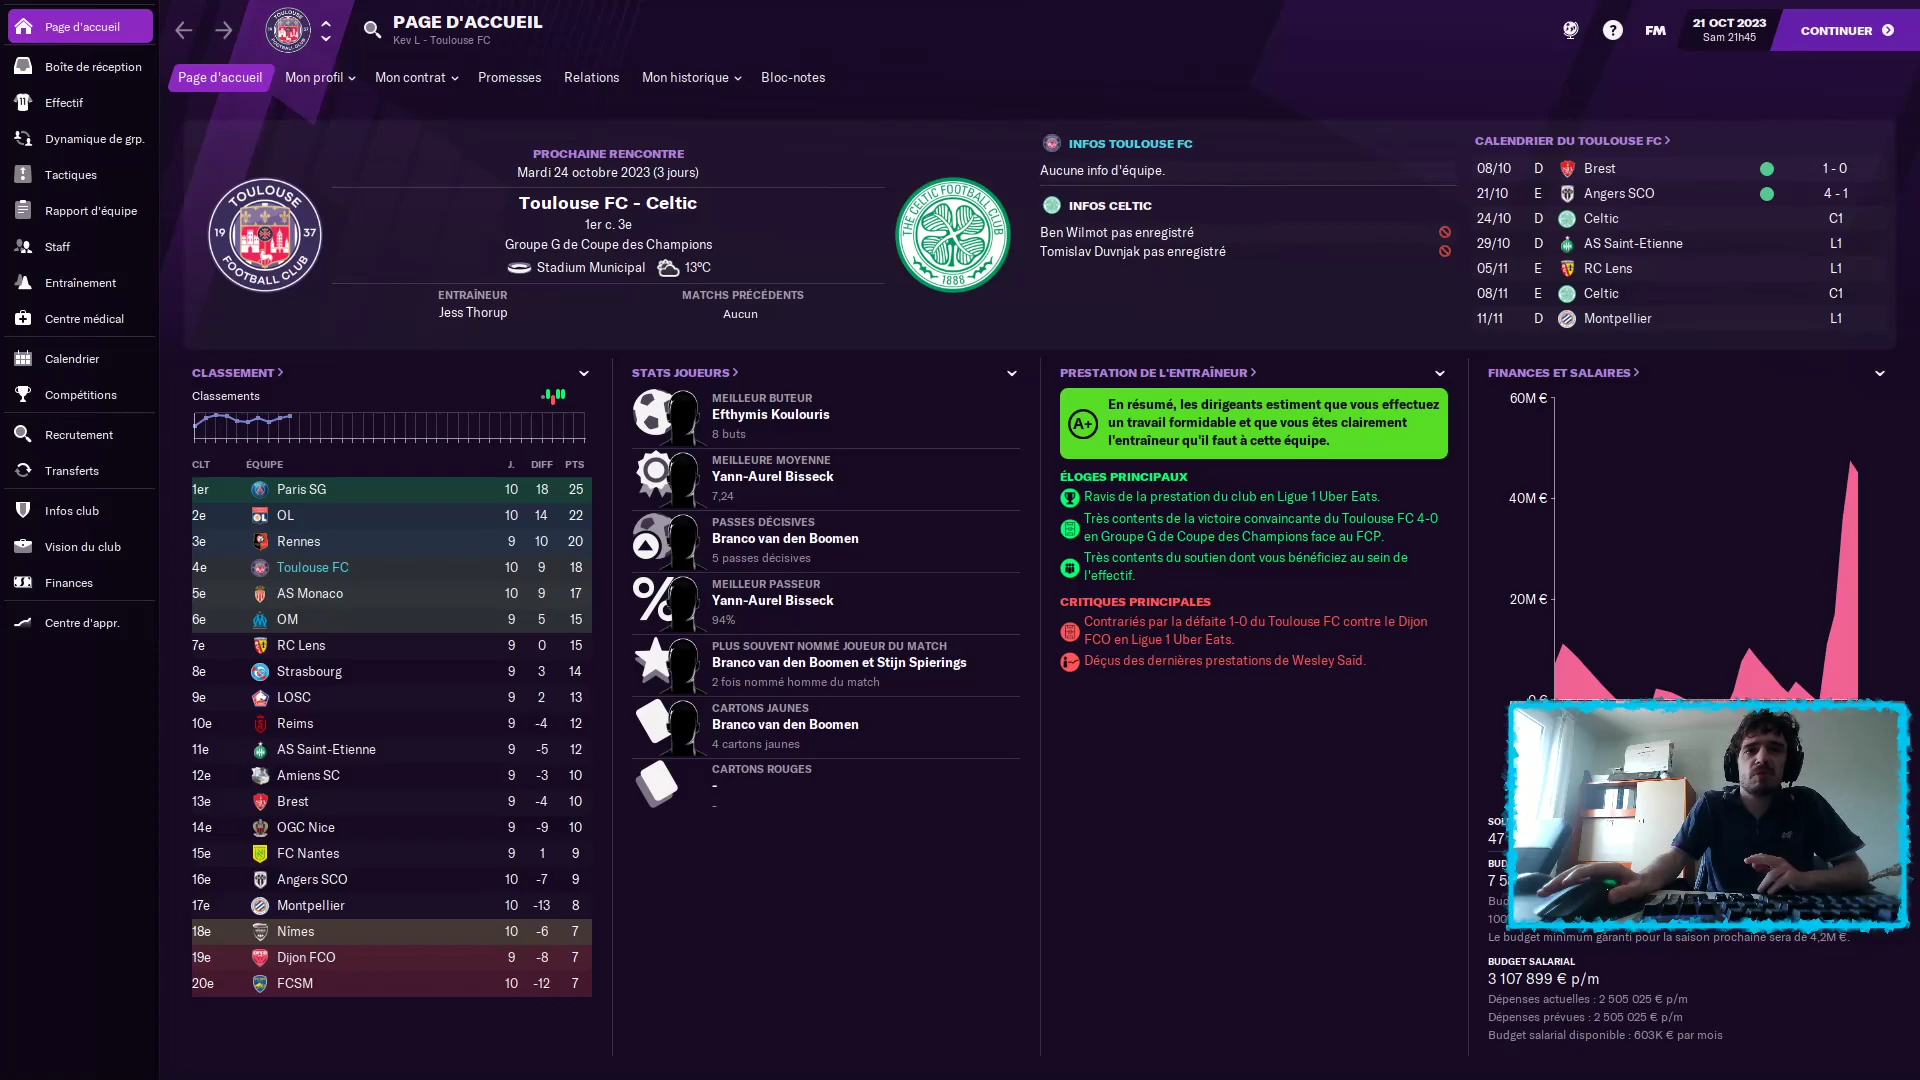 Page d'accueil
Boîte de réception
Effectif
Dynamique de grp.
Tactiques
Rapport d'équipe
Staff
Entraînement
Centre médical
Calendrier
Compétitions
Recrutement
Transferts
Infos club
Vision du club
Finances
Centre d'appr.
PAGE D'ACCUEIL
Kev L - Toulouse FC
FM
21 OCT 2023
Sam 21h45
CONTINUER
Page d'accueil
Mon profil
Mon contrat
Promesses
Relations
Mon historique
Bloc-notes
TOULOUSE
19 37
FOOTBALL CLUB
PROCHAINE RENCONTRE
Mardi 24 octobre 2023 (3 jours)
Toulouse FC - Celtic
1er c. 3e
Groupe G de Coupe des Champions
Stadium Municipal 13°C
ENTRAÎNEUR
Jess Thorup
MATCHS PRÉCÉDENTS
Aucun
THE CELTIC FOOTBALL CLUB
1888
INFOS TOULOUSE FC
Aucune info d'équipe.
INFOS CELTIC
Ben Wilmot pas enregistré
Tomislav Duvnjak pas enregistré
CALENDRIER DU TOULOUSE FC
08/10 D Brest 1 - 0
21/10 E Angers SCO 4 - 1
24/10 D Celtic C1
29/10 D AS Saint-Etienne L1
05/11 E RC Lens L1
08/11 E Celtic C1
11/11 D Montpellier L1
CLASSEMENT
Classements
CLT ÉQUIPE J. DIFF PTS
1er Paris SG 10 18 25
2e OL 10 14 22
3e Rennes 9 10 20
4e Toulouse FC 10 9 18
5e AS Monaco 10 9 17
6e OM 9 5 15
7e RC Lens 9 0 15
8e Strasbourg 9 3 14
9e LOSC 9 2 13
10e Reims 9 -4 12
11e AS Saint-Etienne 9 -5 12
12e Amiens SC 9 -3 10
13e Brest 9 -4 10
14e OGC Nice 9 -9 10
15e FC Nantes 9 1 9
16e Angers SCO 10 -7 9
17e Montpellier 10 -13 8
18e Nîmes 10 -6 7
19e Dijon FCO 9 -8 7
20e FCSM 10 -12 7
STATS JOUEURS
MEILLEUR BUTEUR
Efthymis Koulouris
8 buts
MEILLEURE MOYENNE
Yann-Aurel Bisseck
7,24
PASSES DÉCISIVES
Branco van den Boomen
5 passes décisives
MEILLEUR PASSEUR
Yann-Aurel Bisseck
94%
PLUS SOUVENT NOMMÉ JOUEUR DU MATCH
Branco van den Boomen et Stijn Spierings
2 fois nommé homme du match
CARTONS JAUNES
Branco van den Boomen
4 cartons jaunes
CARTONS ROUGES
-
-
PRESTATION DE L'ENTRAÎNEUR
A+
En résumé, les dirigeants estiment que vous effectuez
un travail formidable et que vous êtes clairement
l'entraîneur qu'il faut à cette équipe.
ÉLOGES PRINCIPAUX
Ravis de la prestation du club en Ligue 1 Uber Eats.
Très contents de la victoire convaincante du Toulouse FC 4-0
en Groupe G de Coupe des Champions face au FCP.
Très contents du soutien dont vous bénéficiez au sein de
l'effectif.
CRITIQUES PRINCIPALES
Contrariés par la défaite 1-0 du Toulouse FC contre le Dijon
FCO en Ligue 1 Uber Eats.
Déçus des dernières prestations de Wesley Saïd.
FINANCES ET SALAIRES
60M €
40M €
20M €
Le budget minimum garanti pour la saison prochaine sera de 4,2M €.
BUDGET SALARIAL
3 107 899 € p/m
Dépenses actuelles : 2 505 025 € p/m
Dépenses prévues : 2 505 025 € p/m
Budget salarial disponible : 603K € par mois